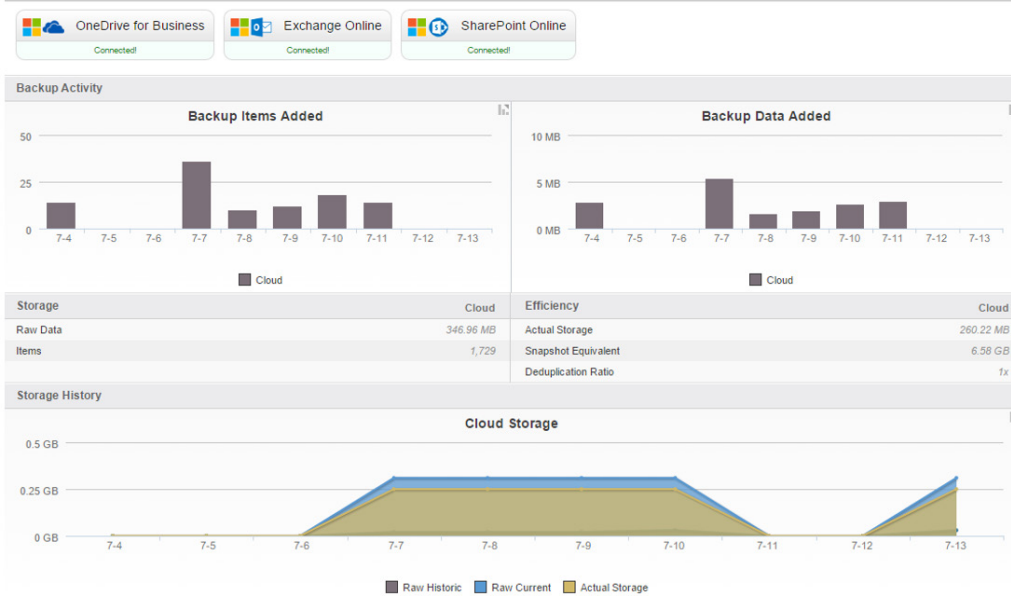 OneDrive for Business
Connected!
Exchange Online
Connected!
SharePoint Online
Connected!
Backup Activity
Backup Items Added
50
25
0
7-4 7-5 7-6 7-7 7-8 7-9 7-10 7-11 7-12 7-13
Cloud
Backup Data Added
10 MB
5 MB
0 MB
7-4 7-5 7-6 7-7 7-8 7-9 7-10 7-11 7-12 7-13
Cloud
Storage Cloud
Raw Data 346.96 MB
Items 1,729
Efficiency Cloud
Actual Storage 260.22 MB
Snapshot Equivalent 6.58 GB
Deduplication Ratio 1x
Storage History
Cloud Storage
0.5 GB
0.25 GB
0 GB
7-4 7-5 7-6 7-7 7-8 7-9 7-10 7-11 7-12 7-13
Raw Historic Raw Current Actual Storage